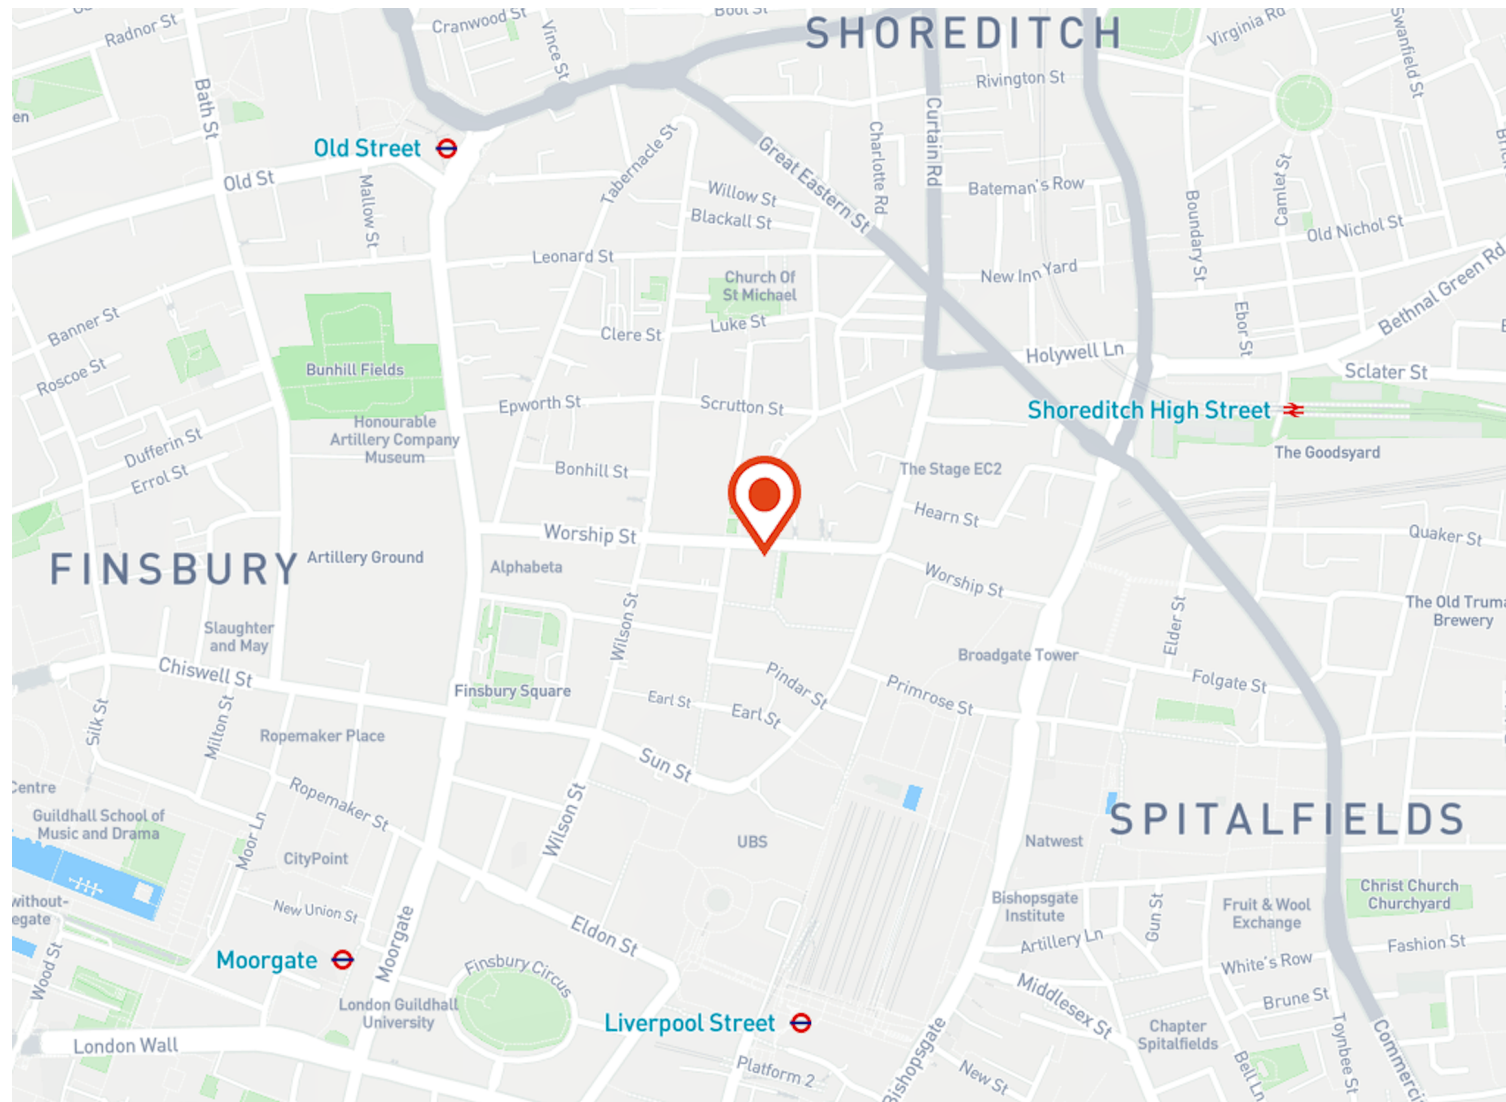 Radnor St
Cranwood St
Vince St
Boot St
SHOREDITCH
Virginia Rd
Swanfield St
en
Bath St
Rivington St
Old Street
Tabernacle St
Great Eastern St
Charlotte Rd
Curtain Rd
Old St
Mallow St
Willow St
Blackall St
Bateman's Row
Boundary St
Camlet St
Old Nichol St
Leonard St
Church Of
St Michael
New Inn Yard
Bethnal Green Rd
Banner St
Clere St
Luke St
Ebor St
Holywell Ln
Roscoe St
Bunhill Fields
Sclater St
Epworth St
Scrutton St
Shoreditch High Street
Honourable
Artillery Company
Museum
Dufferin St
Errol St
Bonhill St
The Stage EC2
The Goodsyard
Hearn St
Worship St
Quaker St
FINSBURY
Artillery Ground
Alphabeta
Worship St
Elder St
The Old Truma
Brewery
Slaughter
and May
Wilson St
Broadgate Tower
Chiswell St
Finsbury Square
Pindar St
Primrose St
Folgate St
Silk St
Milton St
Earl St
Earl St
Ropemaker Place
Sun St
Centre
Ropemaker St
Guildhall School of
Music and Drama
Moor Ln
CityPoint
Wilson St
UBS
Natwest
SPITALFIELDS
without-
egate
New Union St
Bishopsgate
Institute
Gun St
Fruit & Wool
Exchange
Christ Church
Churchyard
Eldon St
Artillery Ln
Fashion St
Wood St
Moorgate
Moorgate
Finsbury Circus
White's Row
Middlesex St
Brune St
London Guildhall
University
Liverpool Street
Chapter
Spitalfields
Toynbee St
Commerci
London Wall
Platform 2
Bishopsgate
New St
Bell Ln